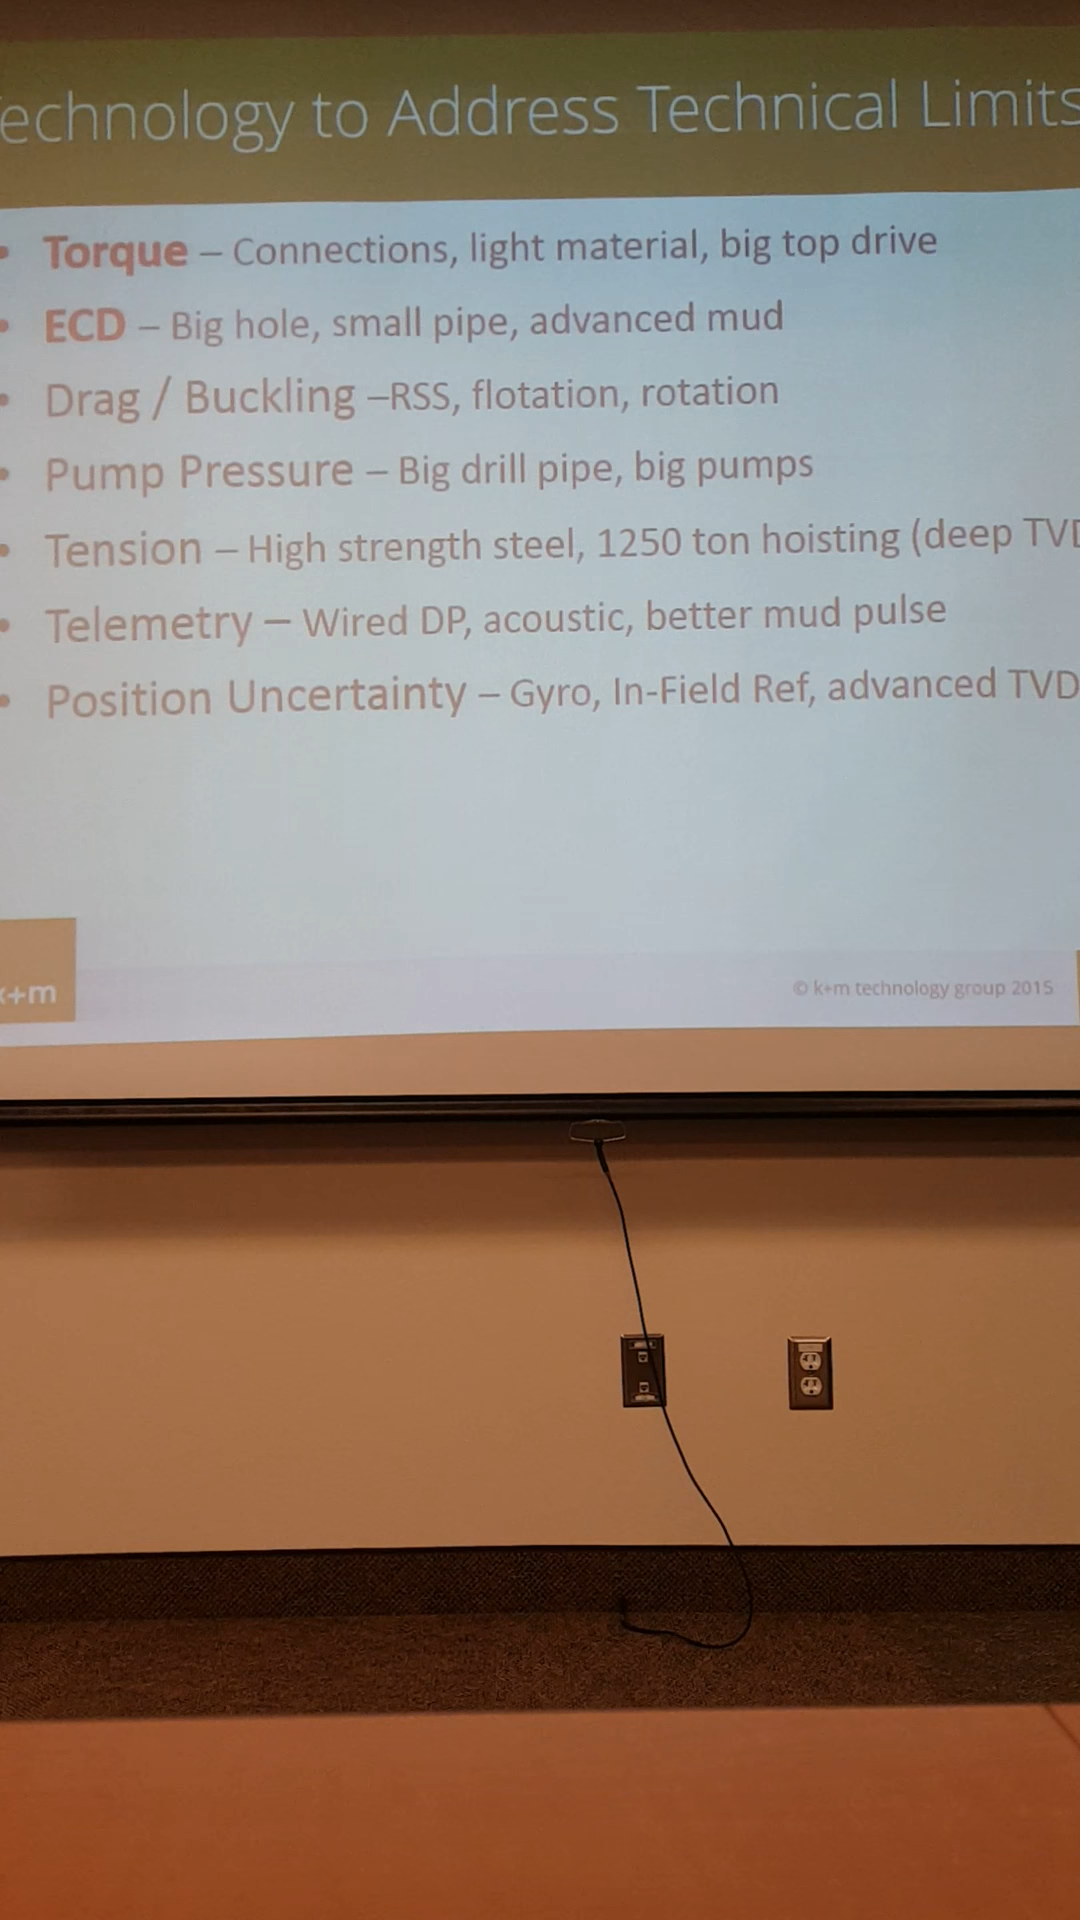 echnology to Address Technical Limits
• Torque – Connections, light material, big top drive
• ECD – Big hole, small pipe, advanced mud
• Drag / Buckling –RSS, flotation, rotation
• Pump Pressure – Big drill pipe, big pumps
• Tension – High strength steel, 1250 ton hoisting (deep TVD
• Telemetry – Wired DP, acoustic, better mud pulse
• Position Uncertainty – Gyro, In-Field Ref, advanced TVD
k+m
© k+m technology group 2015